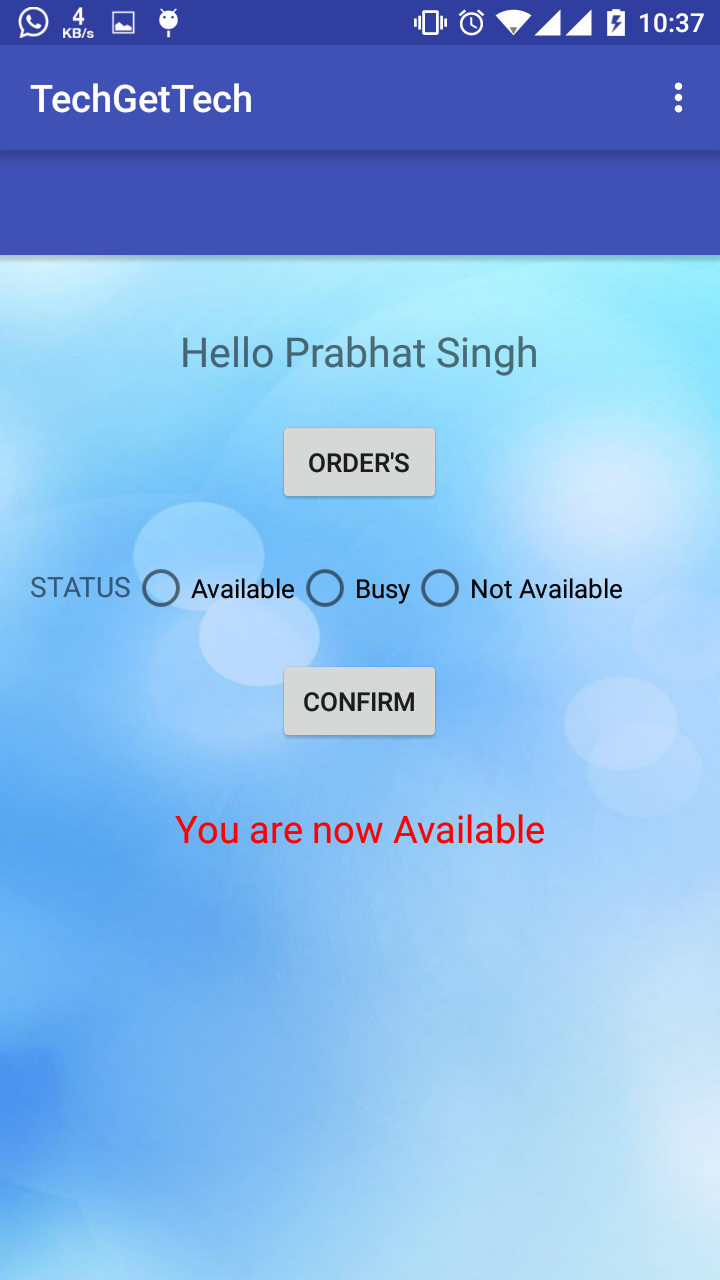 4
KB/s
10:37
TechGetTech
Hello Prabhat Singh
ORDER'S
STATUS Available Busy Not Available
CONFIRM
You are now Available